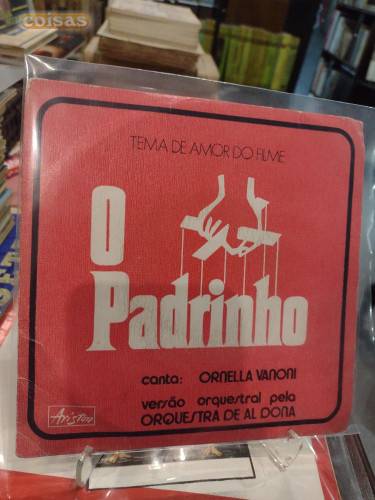 coisas
TEMA DE AMOR DO FILME
O
Padrinho
canta: ORNELLA VANONI
versão orquestral pela
ORQUESTRA DE AL DONA
Ariston